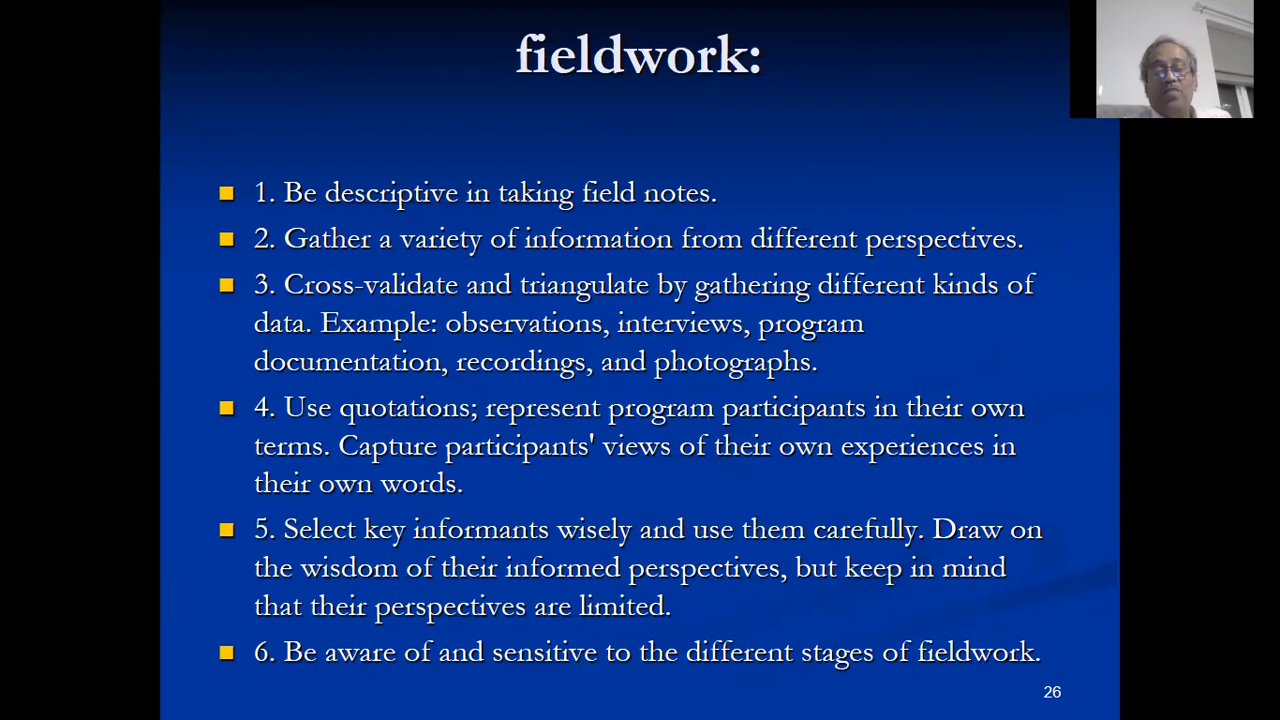 fieldwork:
1. Be descriptive in taking field notes.
2. Gather a variety of information from different perspectives.
3. Cross-validate and triangulate by gathering different kinds of
data. Example: observations, interviews, program
documentation, recordings, and photographs.
4. Use quotations; represent program participants in their own
terms. Capture participants' views of their own experiences in
their own words.
5. Select key informants wisely and use them carefully. Draw on
the wisdom of their informed perspectives, but keep in mind
that their perspectives are limited.
6. Be aware of and sensitive to the different stages of fieldwork.
26